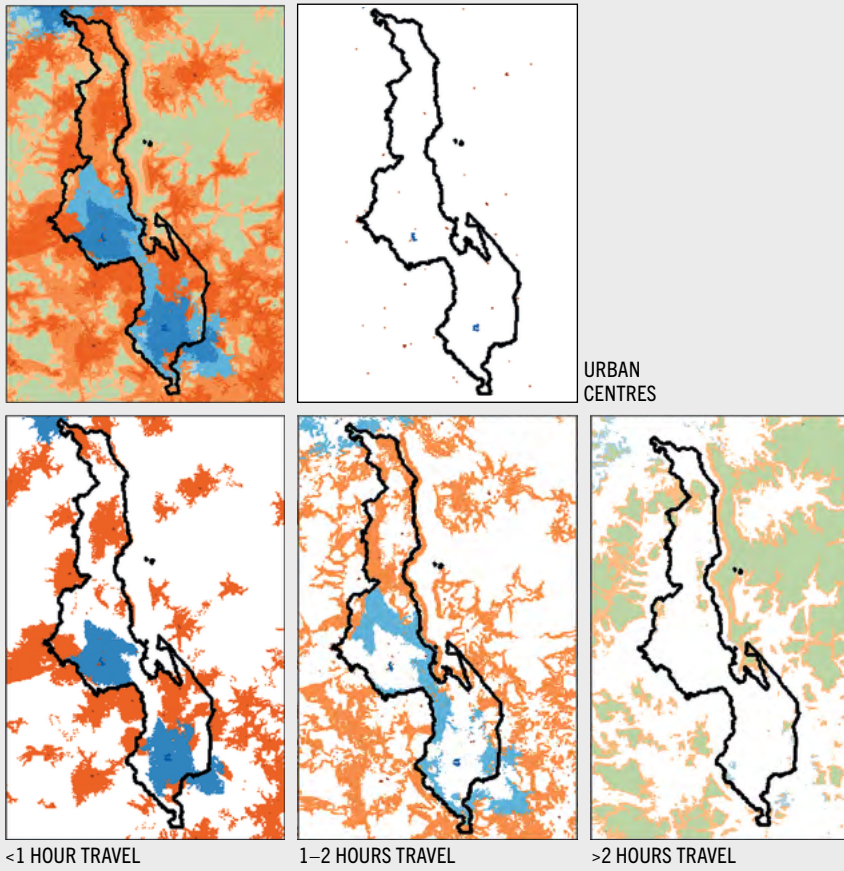 URBAN
CENTRES
<1 HOUR TRAVEL
1–2 HOURS TRAVEL
>2 HOURS TRAVEL